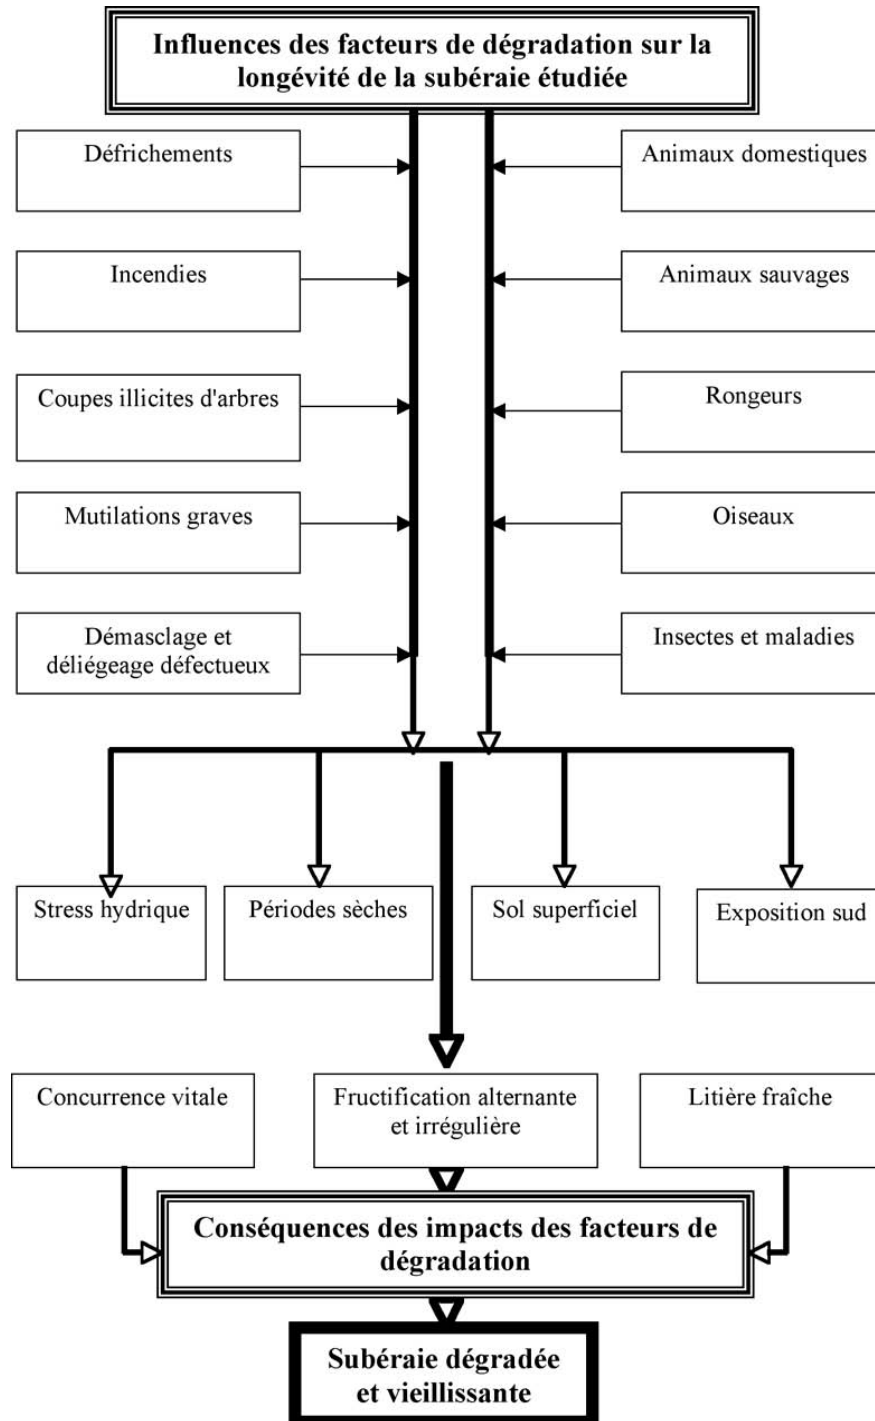 Influences des facteurs de dégradation sur la
longévité de la subéraie étudiée
Défrichements
Animaux domestiques
Incendies
Animaux sauvages
Coupes illicites d'arbres
Rongeurs
Mutilations graves
Oiseaux
Démasclage et
déliégeage défectueux
Insectes et maladies
Stress hydrique
Périodes sèches
Sol superficiel
Exposition sud
Concurrence vitale
Fructification alternante
et irrégulière
Litière fraîche
Conséquences des impacts des facteurs de
dégradation
Subéraie dégradée
et vieillissante